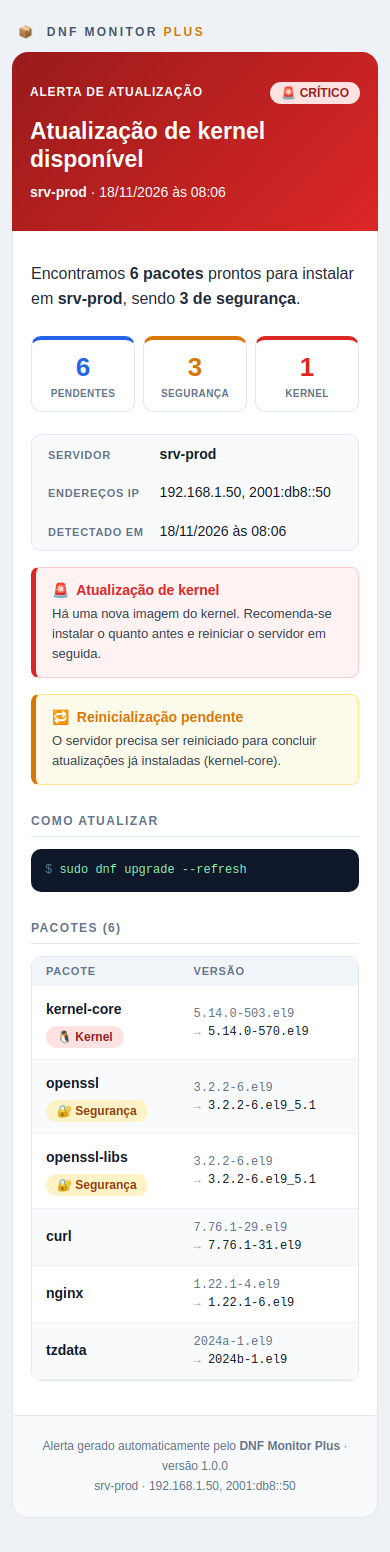 📦 DNF MONITOR PLUS
ALERTA DE ATUALIZAÇÃO
🚨 CRÍTICO
Atualização de kernel
disponível
srv-prod · 18/11/2026 às 08:06
Encontramos 6 pacotes prontos para instalar
em srv-prod, sendo 3 de segurança.
6 3 1
PENDENTES SEGURANÇA KERNEL
SERVIDOR srv-prod
ENDEREÇOS IP 192.168.1.50, 2001:db8::50
DETECTADO EM 18/11/2026 às 08:06
🚨 Atualização de kernel
Há uma nova imagem do kernel. Recomenda-se
instalar o quanto antes e reiniciar o servidor em
seguida.
🔁 Reinicialização pendente
O servidor precisa ser reiniciado para concluir
atualizações já instaladas (kernel-core).
COMO ATUALIZAR
$ sudo dnf upgrade --refresh
PACOTES (6)
PACOTE VERSÃO
kernel-core
🐧 Kernel
5.14.0-503.el9
→ 5.14.0-570.el9
openssl
🔐 Segurança
3.2.2-6.el9
→ 3.2.2-6.el9_5.1
openssl-libs
🔐 Segurança
3.2.2-6.el9
→ 3.2.2-6.el9_5.1
curl
7.76.1-29.el9
→ 7.76.1-31.el9
nginx
1.22.1-4.el9
→ 1.22.1-6.el9
tzdata
2024a-1.el9
→ 2024b-1.el9
Alerta gerado automaticamente pelo DNF Monitor Plus ·
versão 1.0.0
srv-prod · 192.168.1.50, 2001:db8::50